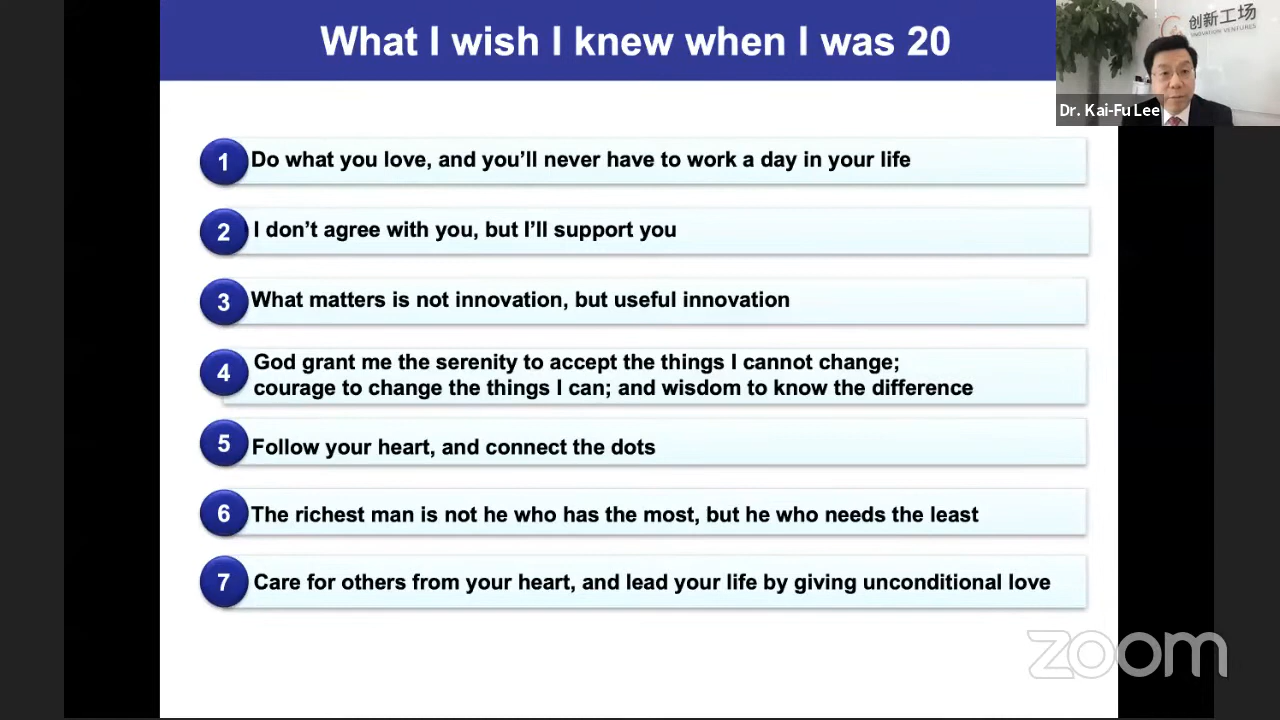 What I wish I knew when I was 20
创新工场
INNOVATION VENTURES
Dr. Kai-Fu Lee
1 Do what you love, and you’ll never have to work a day in your life
2 I don’t agree with you, but I’ll support you
3 What matters is not innovation, but useful innovation
4 God grant me the serenity to accept the things I cannot change;
courage to change the things I can; and wisdom to know the difference
5 Follow your heart, and connect the dots
6 The richest man is not he who has the most, but he who needs the least
7 Care for others from your heart, and lead your life by giving unconditional love
zoom